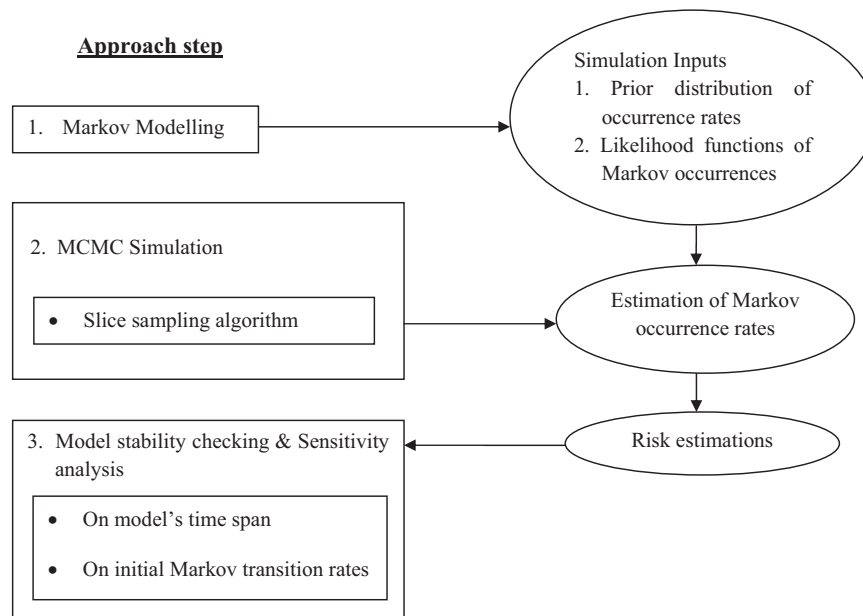 Approach step
1. Markov Modelling
Simulation Inputs
1. Prior distribution of
occurrence rates
2. Likelihood functions of
Markov occurrences
2. MCMC Simulation
• Slice sampling algorithm
Estimation of Markov
occurrence rates
3. Model stability checking & Sensitivity
analysis
• On model's time span
• On initial Markov transition rates
Risk estimations